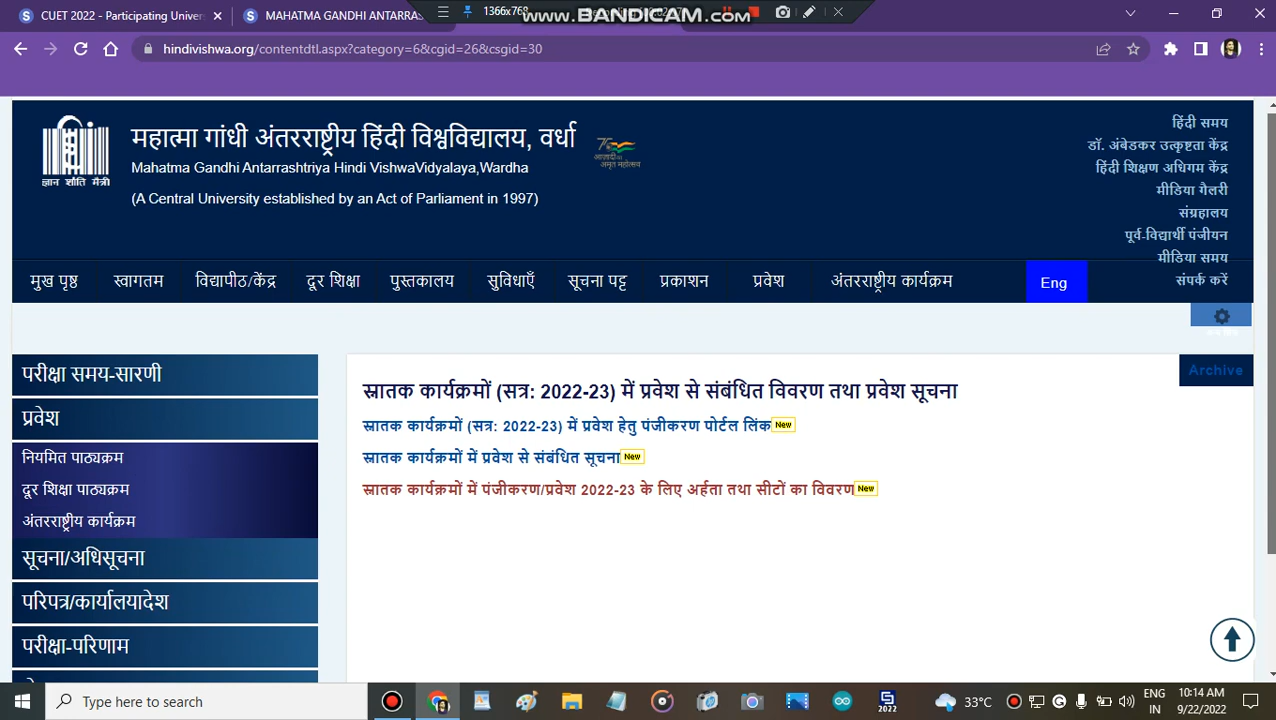 CUET 2022 - Participating Univer
MAHATMA GANDHI ANTARRAS
1366x768
www.BANDICAM.com
hindivishwa.org/contentdtl.aspx?category=6&cgid=26&csgid=30
ज्ञान शांति मैत्री
महात्मा गांधी अंतरराष्ट्रीय हिंदी विश्वविद्यालय, वर्धा
Mahatma Gandhi Antarrashtriya Hindi VishwaVidyalaya,Wardha
(A Central University established by an Act of Parliament in 1997)
आज़ादी का
अमृत महोत्सव
हिंदी समय
डॉ. अंबेडकर उत्कृष्टता केंद्र
हिंदी शिक्षण अधिगम केंद्र
मीडिया गैलरी
संग्रहालय
पूर्व-विद्यार्थी पंजीयन
मीडिया समय
संपर्क करें
मुख पृष्ठ स्वागतम विद्यापीठ/केंद्र दूर शिक्षा पुस्तकालय सुविधाएँ सूचना पट्ट प्रकाशन प्रवेश अंतरराष्ट्रीय कार्यक्रम Eng
परीक्षा समय-सारणी
प्रवेश
नियमित पाठ्यक्रम
दूर शिक्षा पाठ्यक्रम
अंतरराष्ट्रीय कार्यक्रम
सूचना/अधिसूचना
परिपत्र/कार्यालयादेश
परीक्षा-परिणाम
Archive
स्नातक कार्यक्रमों (सत्र: 2022-23) में प्रवेश से संबंधित विवरण तथा प्रवेश सूचना
स्नातक कार्यक्रमों (सत्र: 2022-23) में प्रवेश हेतु पंजीकरण पोर्टल लिंक New
स्नातक कार्यक्रमों में प्रवेश से संबंधित सूचना New
स्नातक कार्यक्रमों में पंजीकरण/प्रवेश 2022-23 के लिए अर्हता तथा सीटों का विवरण New
Type here to search
2022
33°C
ENG
IN
10:14 AM
9/22/2022